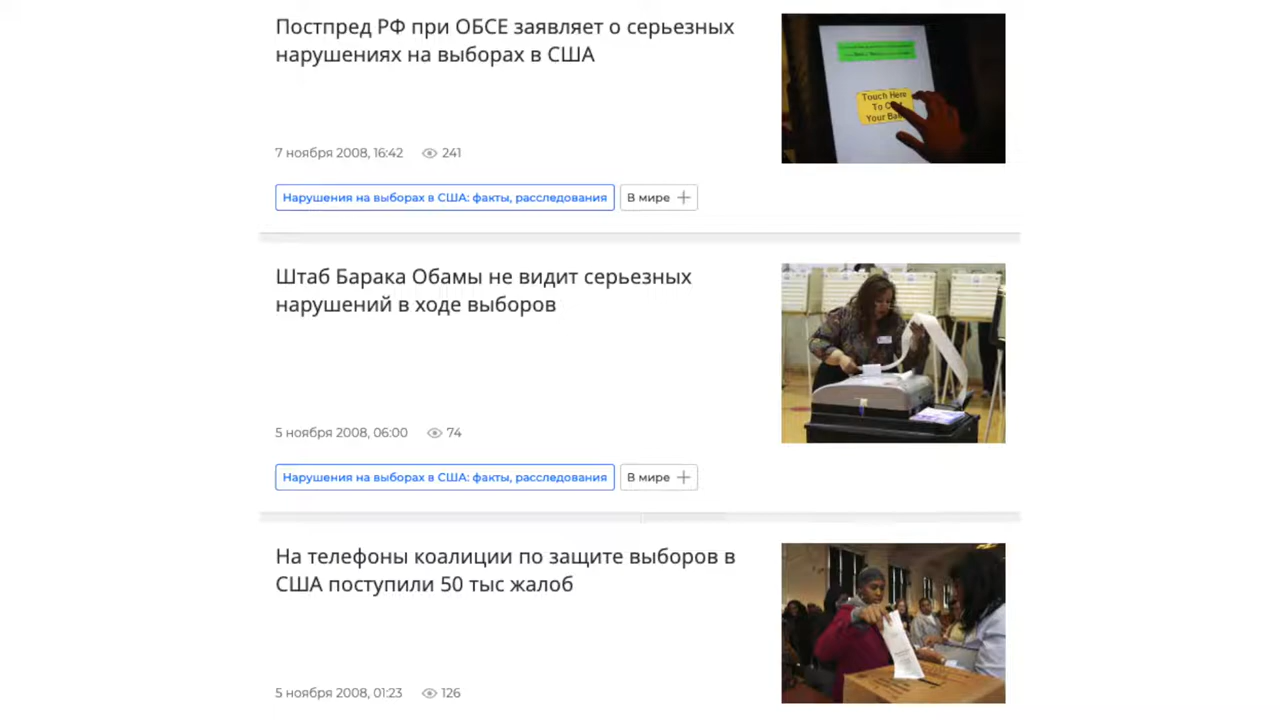 Постпред РФ при ОБСЕ заявляет о серьезных
нарушениях на выборах в США
Touch Here
Your
7 ноября 2008, 16:42 241
Нарушения на выборах в США: факты, расследования В мире
Штаб Барака Обамы не видит серьезных
нарушений в ходе выборов
5 ноября 2008, 06:00 74
Нарушения на выборах в США: факты, расследования В мире
На телефоны коалиции по защите выборов в
США поступили 50 тыс жалоб
5 ноября 2008, 01:23 126